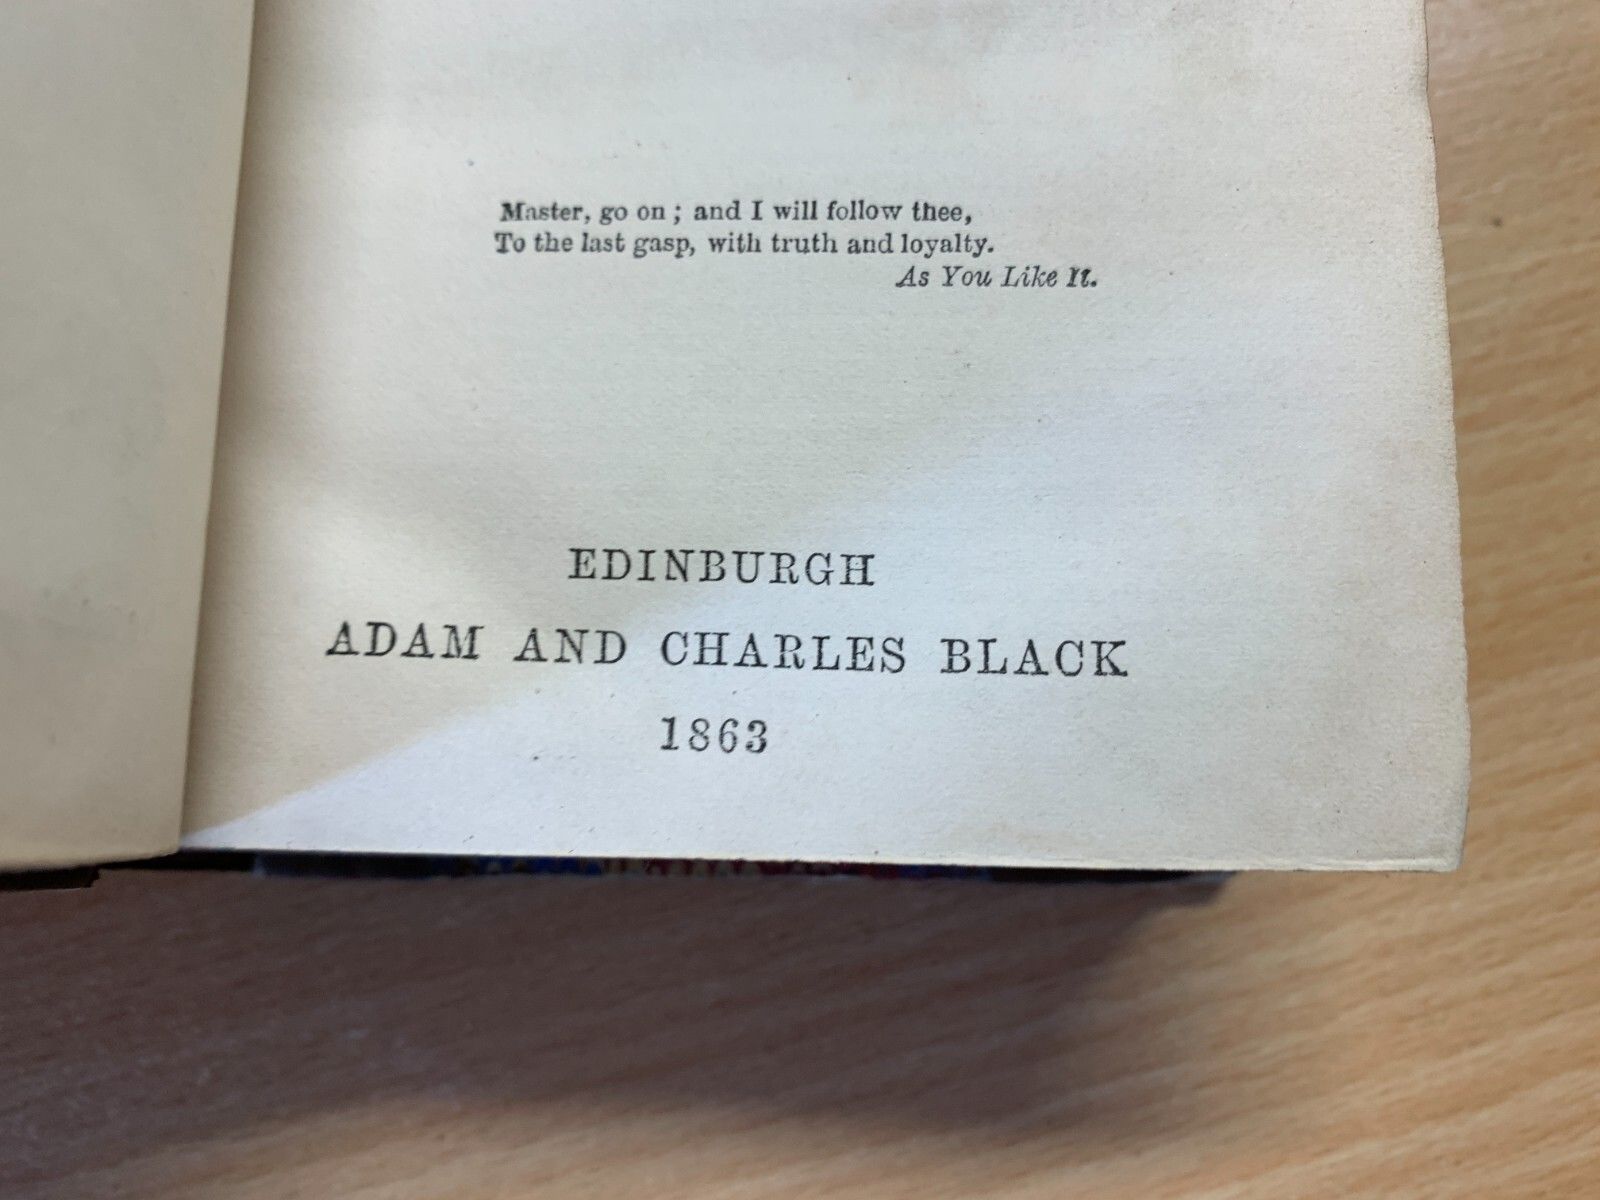 Master, go on ; and I will follow thee,
To the last gasp, with truth and loyalty.
As You Like It.
EDINBURGH
ADAM AND CHARLES BLACK
1863